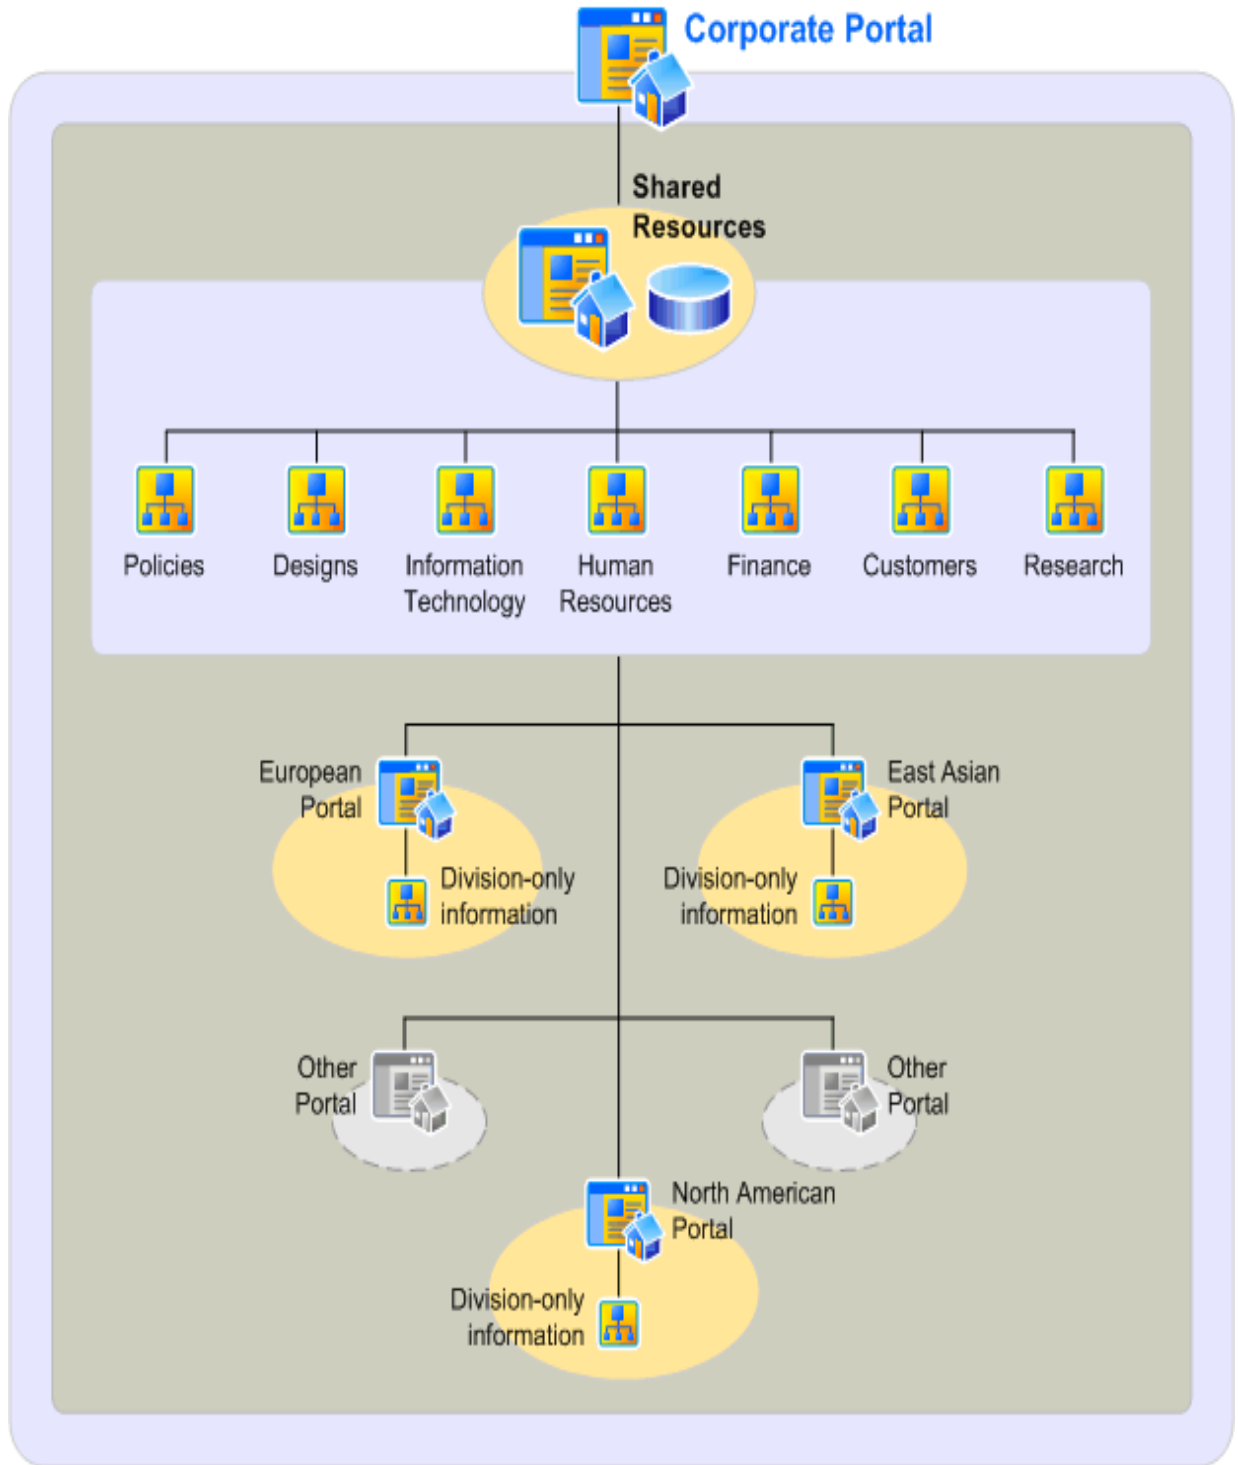 Corporate Portal
Shared
Resources
Policies
Designs
Information
Technology
Human
Resources
Finance
Customers
Research
European
Portal
East Asian
Portal
Division-only
information
Division-only
information
Other
Portal
Other
Portal
North American
Portal
Division-only
information